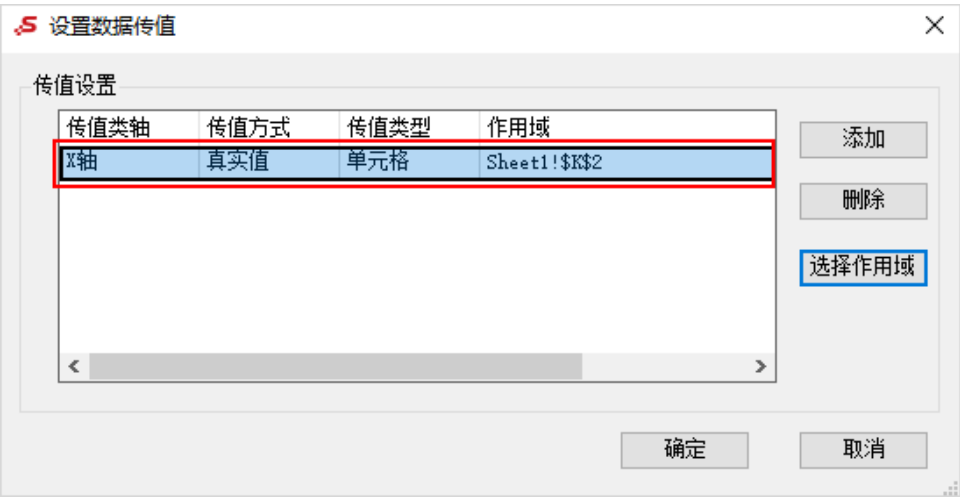 设置数据传值
传值设置
传值类轴 传值方式 传值类型 作用域
X轴 真实值 单元格 Sheet1!$K$2
添加
删除
选择作用域
确定 取消